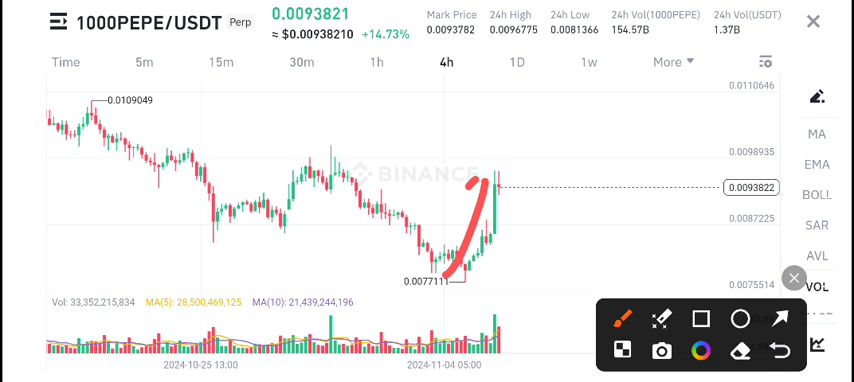 1000PEPE/USDT Perp
0.0093821
≈ $0.00938210 +14.73%
Mark Price 24h High 24h Low 24h Vol(1000PEPE) 24h Vol(USDT)
0.0093782 0.0096775 0.0081366 154.57B 1.37B
Time 5m 15m 30m 1h 4h 1D 1w More
0.0110646
0.0109049
MA
0.0098935
EMA
BINANCE
0.0093822
BOLL
0.0087225
SAR
AVL
0.0077111
0.0075514
VOL
Vol: 33,352,215,834 MA(5): 28,500,469,125 MA(10): 21,439,244,196
2024-10-25 13:00 2024-11-04 05:00